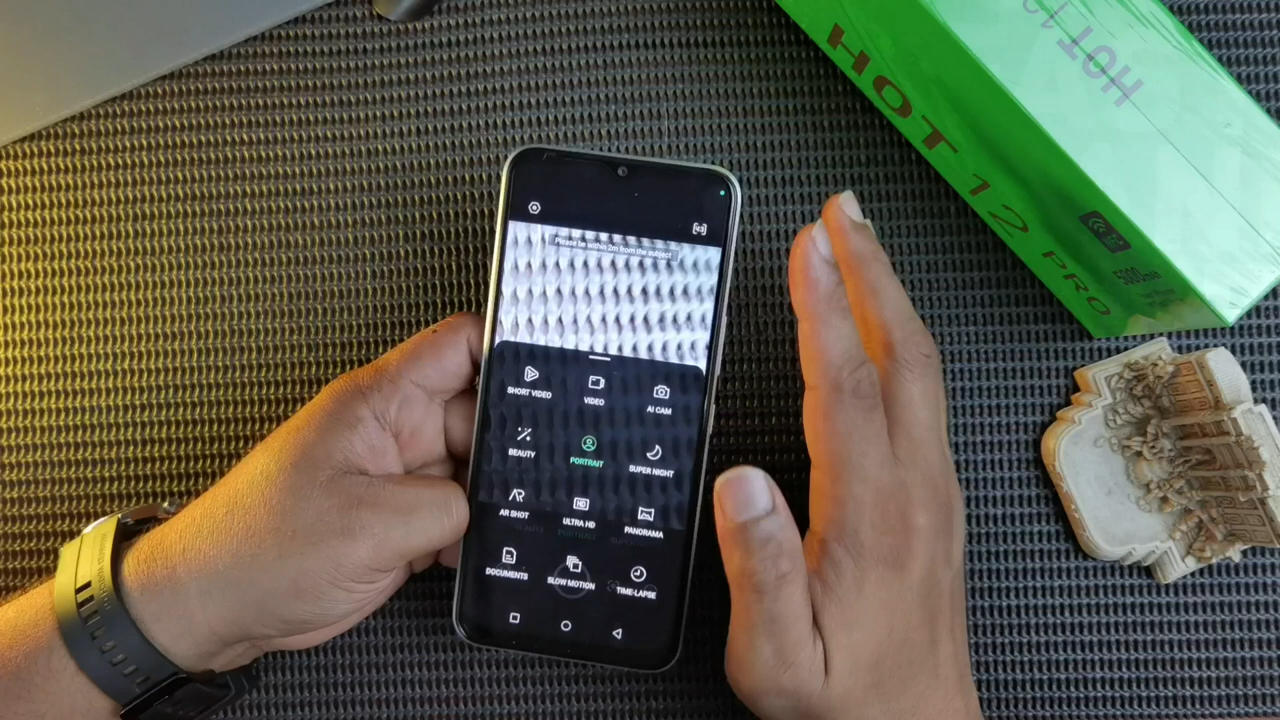 HOT 12
HOT 12 PRO
5000mAh
Please be within 2m from the subject
SHORT VIDEO
VIDEO
AI CAM
BEAUTY
PORTRAIT
SUPER NIGHT
AR SHOT
ULTRA HD
PANORAMA
DOCUMENTS
SLOW MOTION
TIME-LAPSE